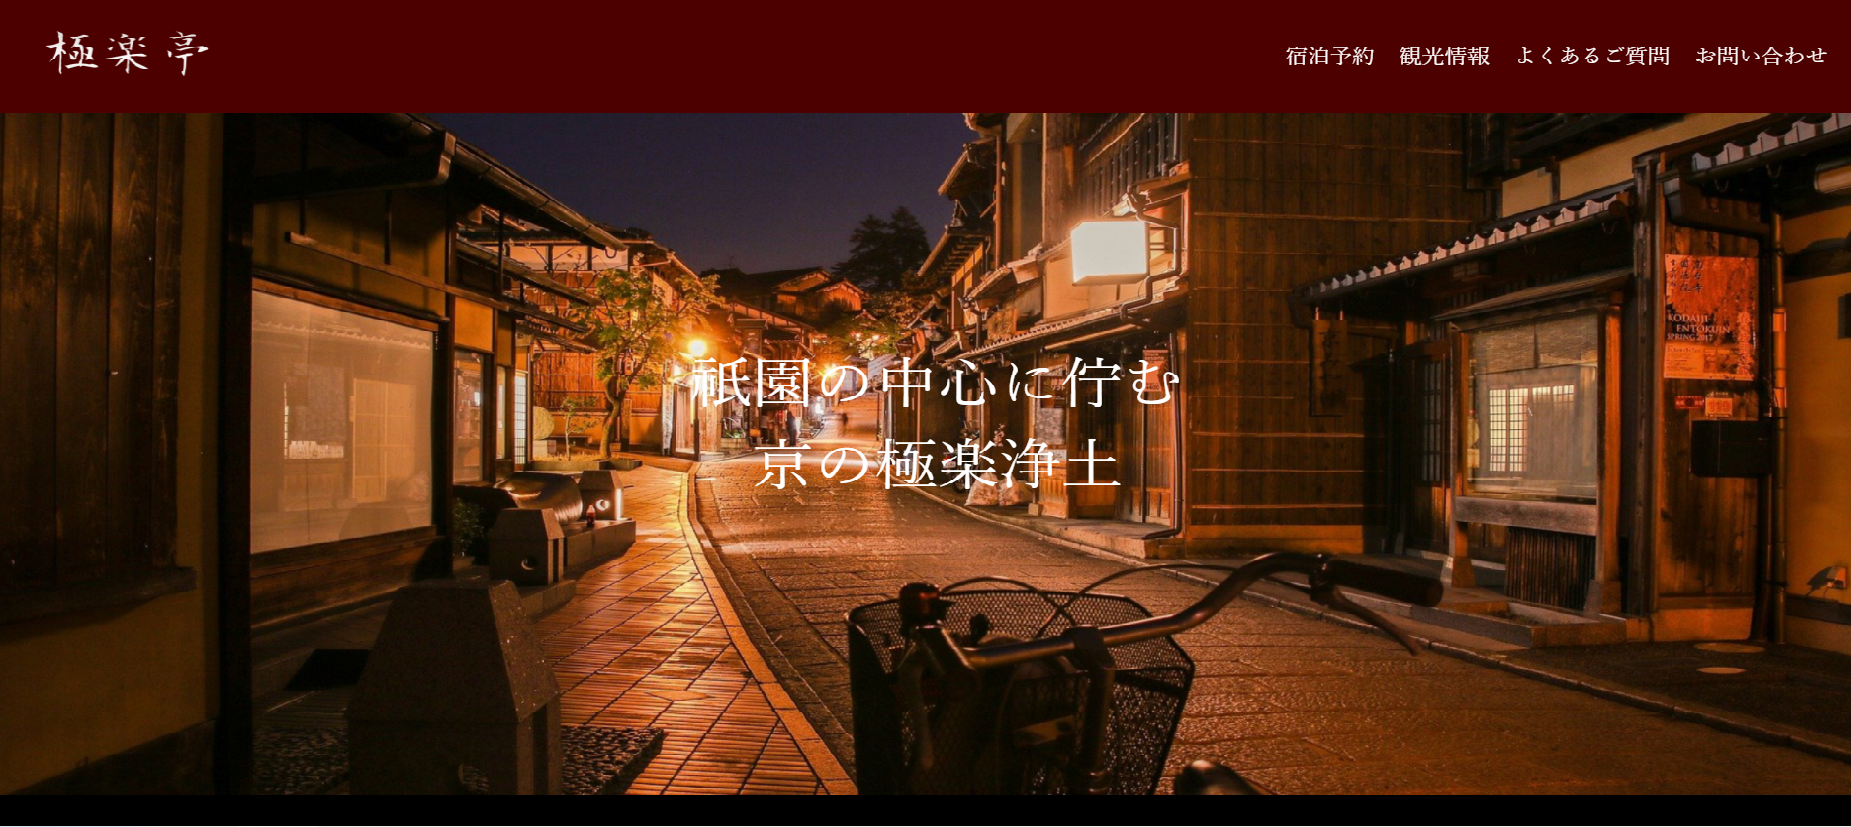 極楽亭
宿泊予約 観光情報 よくあるご質問 お問い合わせ
祇園の中心に佇む
京の極楽浄土
KODAIJI
ENTOKUIN
SPRING 2017